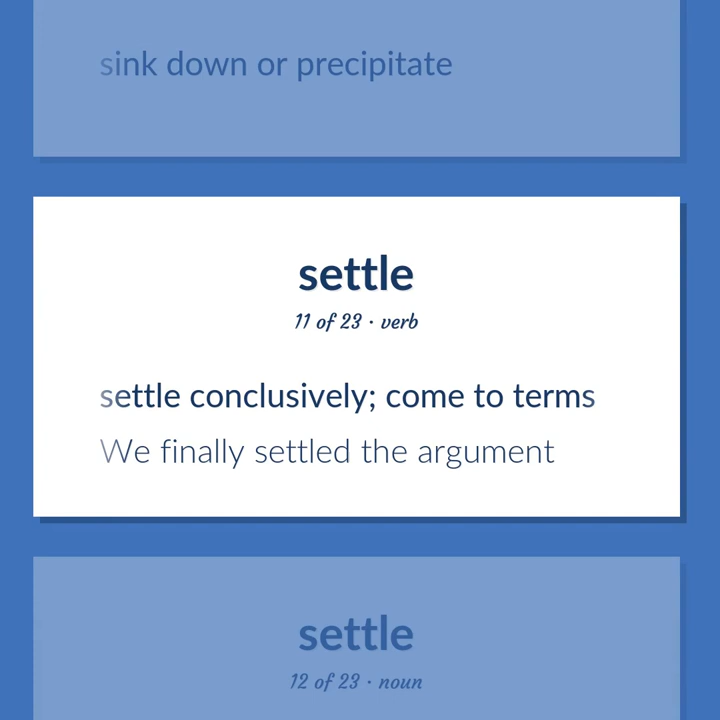 sink down or precipitate
settle
11 of 23 · verb
settle conclusively; come to terms
We finally settled the argument
settle
12 of 23 · noun